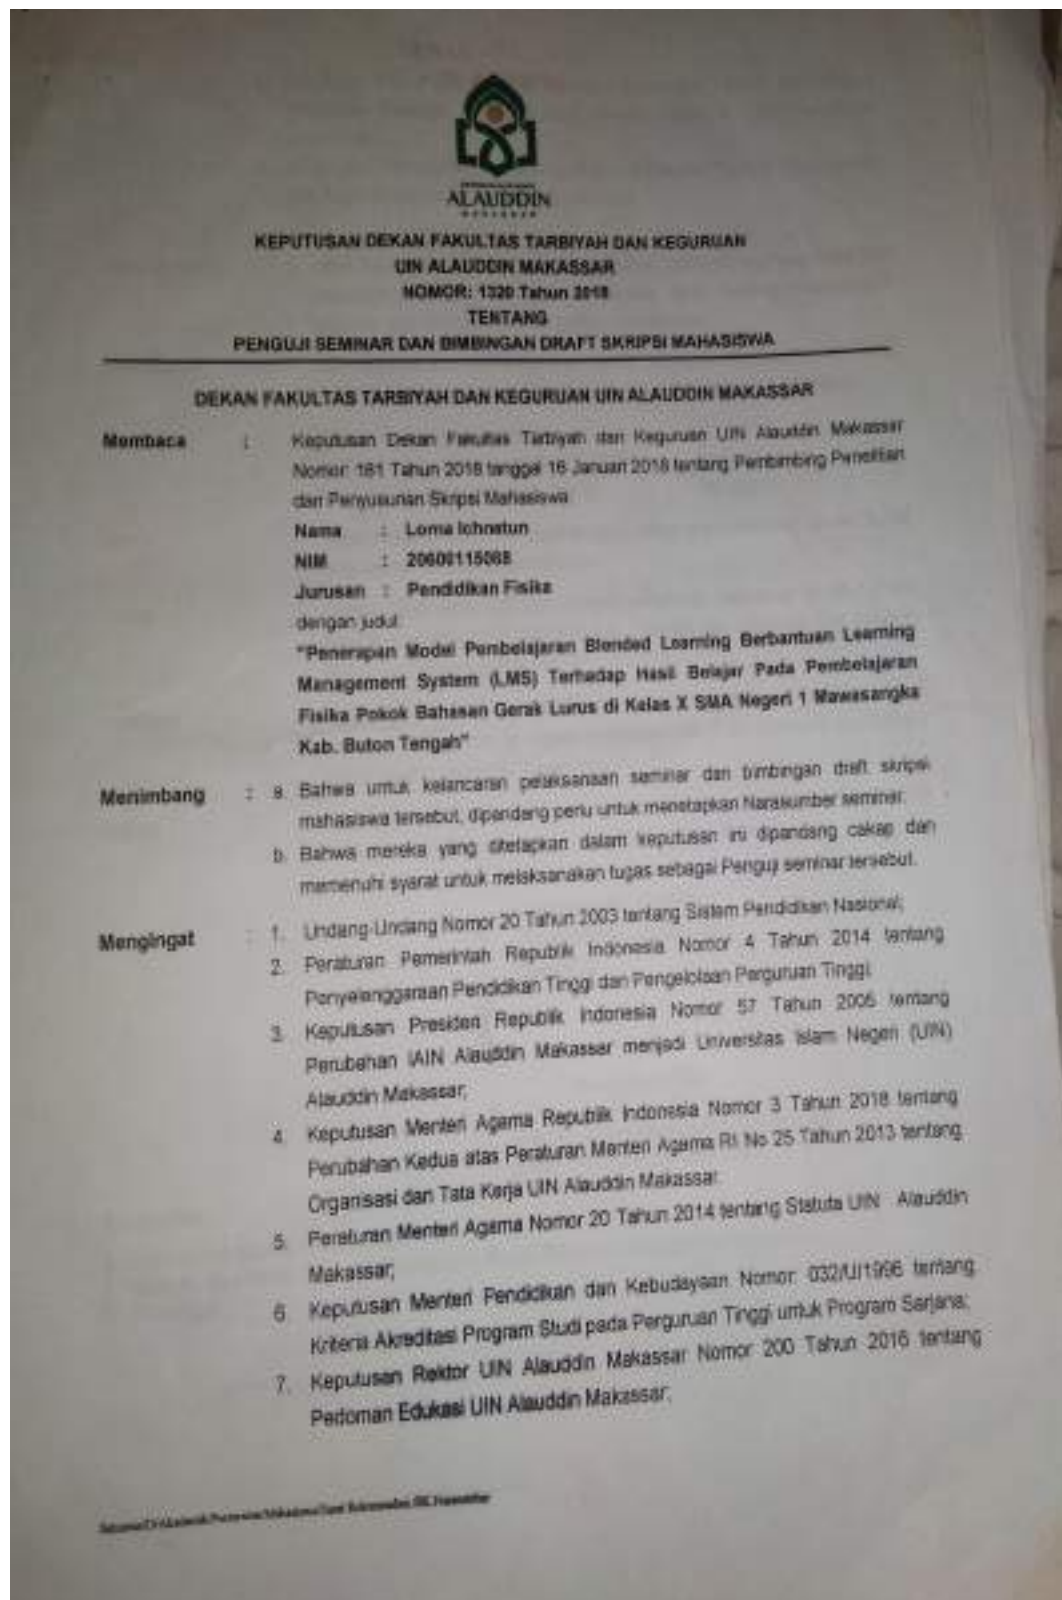 ALAUDDIN
KEPUTUSAN DEKAN FAKULTAS TARBIYAH DAN KEGURUAN
UIN ALAUDDIN MAKASSAR
NOMOR: 1320 Tahun 2018
TENTANG
PENGUJI SEMINAR DAN BIMBINGAN DRAFT SKRIPSI MAHASISWA
DEKAN FAKULTAS TARBIYAH DAN KEGURUAN UIN ALAUDDIN MAKASSAR
Membaca : Keputusan Dekan Fakultas Tarbiyah dan Keguruan UIN Alauddin Makassar
Nomor: 161 Tahun 2018 tanggal 16 Januari 2018 tentang Pembimbing Penelitian
dan Penyusunan Skripsi Mahasiswa
Nama : Loma Ichnatun
NIM : 20600115068
Jurusan : Pendidikan Fisika
dengan judul:
"Penerapan Model Pembelajaran Blended Learning Berbantuan Learning
Management System (LMS) Terhadap Hasil Belajar Pada Pembelajaran
Fisika Pokok Bahasan Gerak Lurus di Kelas X SMA Negeri 1 Mawasangka
Kab. Buton Tengah"
Menimbang : a. Bahwa untuk kelancaran pelaksanaan seminar dan bimbingan draft skripsi
mahasiswa tersebut, dipandang perlu untuk menetapkan Narasumber seminar;
b. Bahwa mereka yang ditetapkan dalam keputusan ini dipandang cakap dan
memenuhi syarat untuk melaksanakan tugas sebagai Penguji seminar tersebut.
Mengingat : 1. Undang-Undang Nomor 20 Tahun 2003 tentang Sistem Pendidikan Nasional;
2. Peraturan Pemerintah Republik Indonesia Nomor 4 Tahun 2014 tentang
Penyelenggaraan Pendidikan Tinggi dan Pengelolaan Perguruan Tinggi;
3. Keputusan Presiden Republik Indonesia Nomor 57 Tahun 2005 tentang
Perubahan IAIN Alauddin Makassar menjadi Universitas Islam Negeri (UIN)
Alauddin Makassar;
4. Keputusan Menteri Agama Republik Indonesia Nomor 3 Tahun 2018 tentang
Perubahan Kedua atas Peraturan Menteri Agama RI No 25 Tahun 2013 tentang
Organisasi dan Tata Kerja UIN Alauddin Makassar.
5. Peraturan Menteri Agama Nomor 20 Tahun 2014 tentang Statuta UIN Alauddin
Makassar;
6. Keputusan Menteri Pendidikan dan Kebudayaan Nomor: 032/U/1996 tentang
Kriteria Akreditasi Program Studi pada Perguruan Tinggi untuk Program Sarjana;
7. Keputusan Rektor UIN Alauddin Makassar Nomor 200 Tahun 2016 tentang
Pedoman Edukasi UIN Alauddin Makassar;